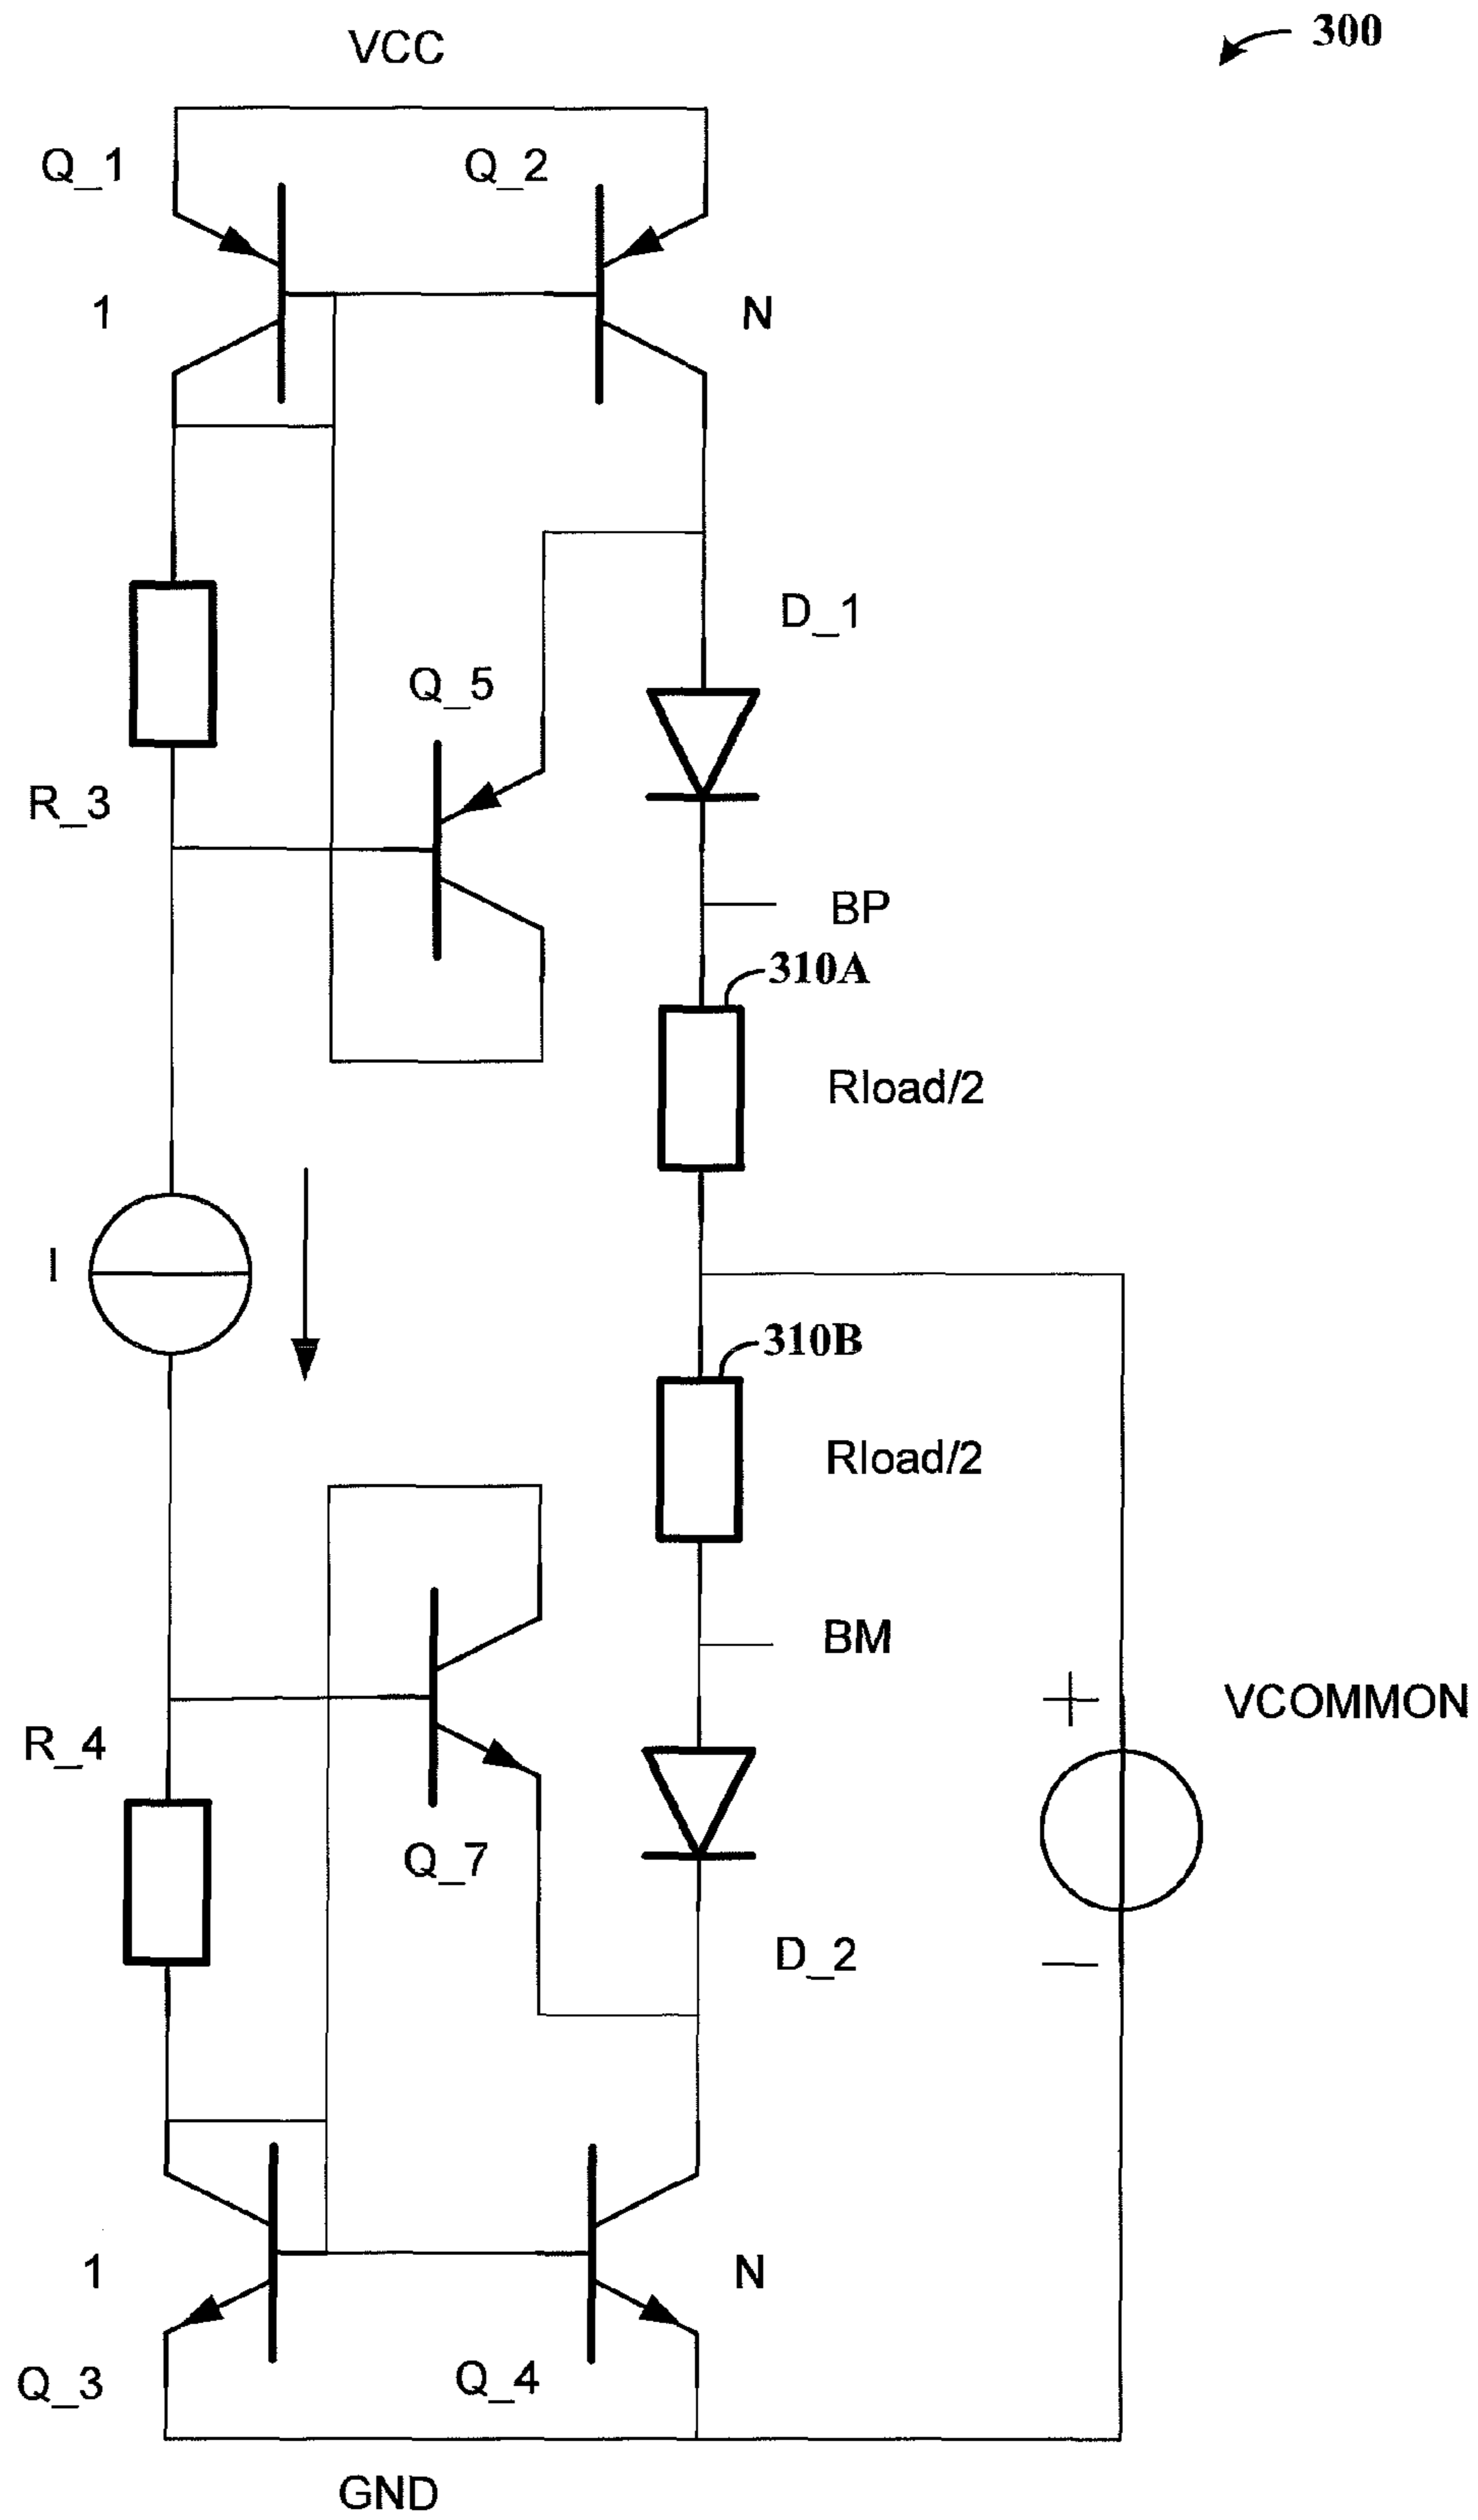 300
VCC
Q_1
Q_2
1
N
D_1
Q_5
R_3
BP
310A
Rload/2
I
310B
Rload/2
BM
+
VCOMMON
R_4
Q_7
D_2
−
1
N
Q_3
Q_4
GND